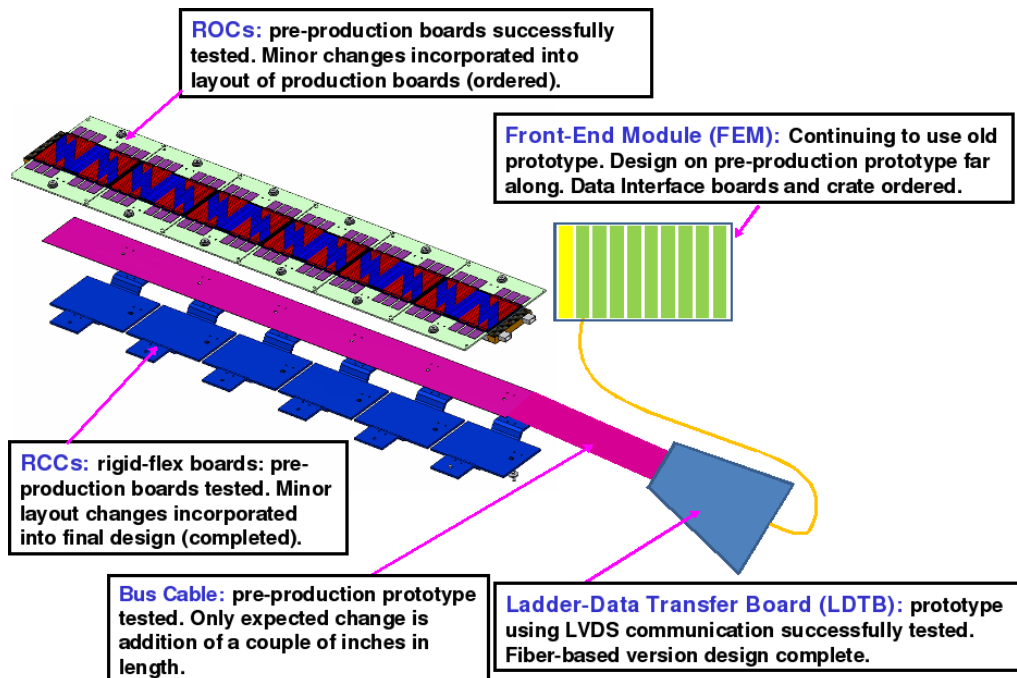 ROCs: pre-production boards successfully
tested. Minor changes incorporated into
layout of production boards (ordered).
Front-End Module (FEM): Continuing to use old
prototype. Design on pre-production prototype far
along. Data Interface boards and crate ordered.
RCCs: rigid-flex boards: pre-
production boards tested. Minor
layout changes incorporated
into final design (completed).
Bus Cable: pre-production prototype
tested. Only expected change is
addition of a couple of inches in
length.
Ladder-Data Transfer Board (LDTB): prototype
using LVDS communication successfully tested.
Fiber-based version design complete.